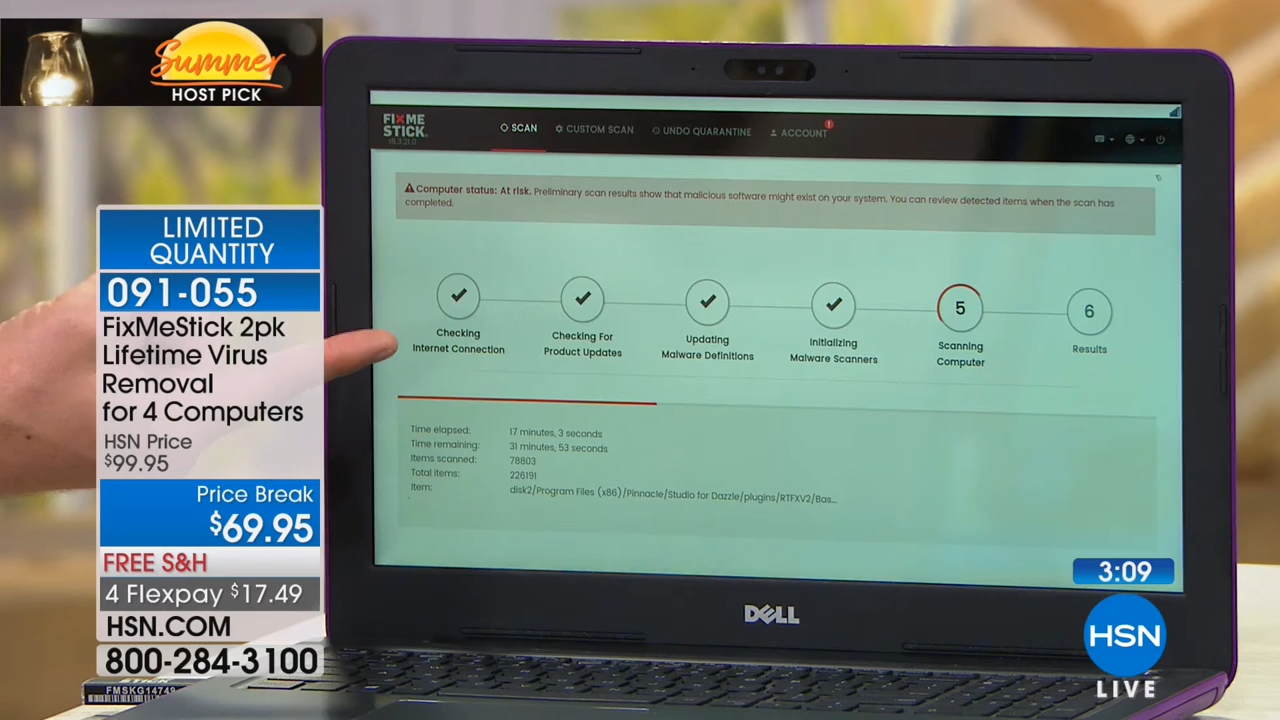 Summer
HOST PICK
LIMITED
QUANTITY
091-055
FixMeStick 2pk
Lifetime Virus
Removal
for 4 Computers
HSN Price
$99.95
Price Break
$69.95
FREE S&H
4 Flexpay $17.49
HSN.COM
800-284-3100
FMSKG14749
FIXME
STICK
SCAN
CUSTOM SCAN
UNDO QUARANTINE
ACCOUNT
Computer status: At risk. Preliminary scan results show that malicious software might exist on your system. You can review detected items when the scan has
completed.
Checking
Internet Connection
Checking For
Product Updates
Updating
Malware Definitions
Initializing
Malware Scanners
5
Scanning
Computer
6
Results
Time elapsed: 17 minutes, 3 seconds
Time remaining: 31 minutes, 53 seconds
Items scanned: 78803
Total items: 226191
Item: disk2/Program Files (x86)/Pinnacle/Studio for Dazzle/plugins/RTFXV2/Bas...
DELL
3:09
HSN
LIVE